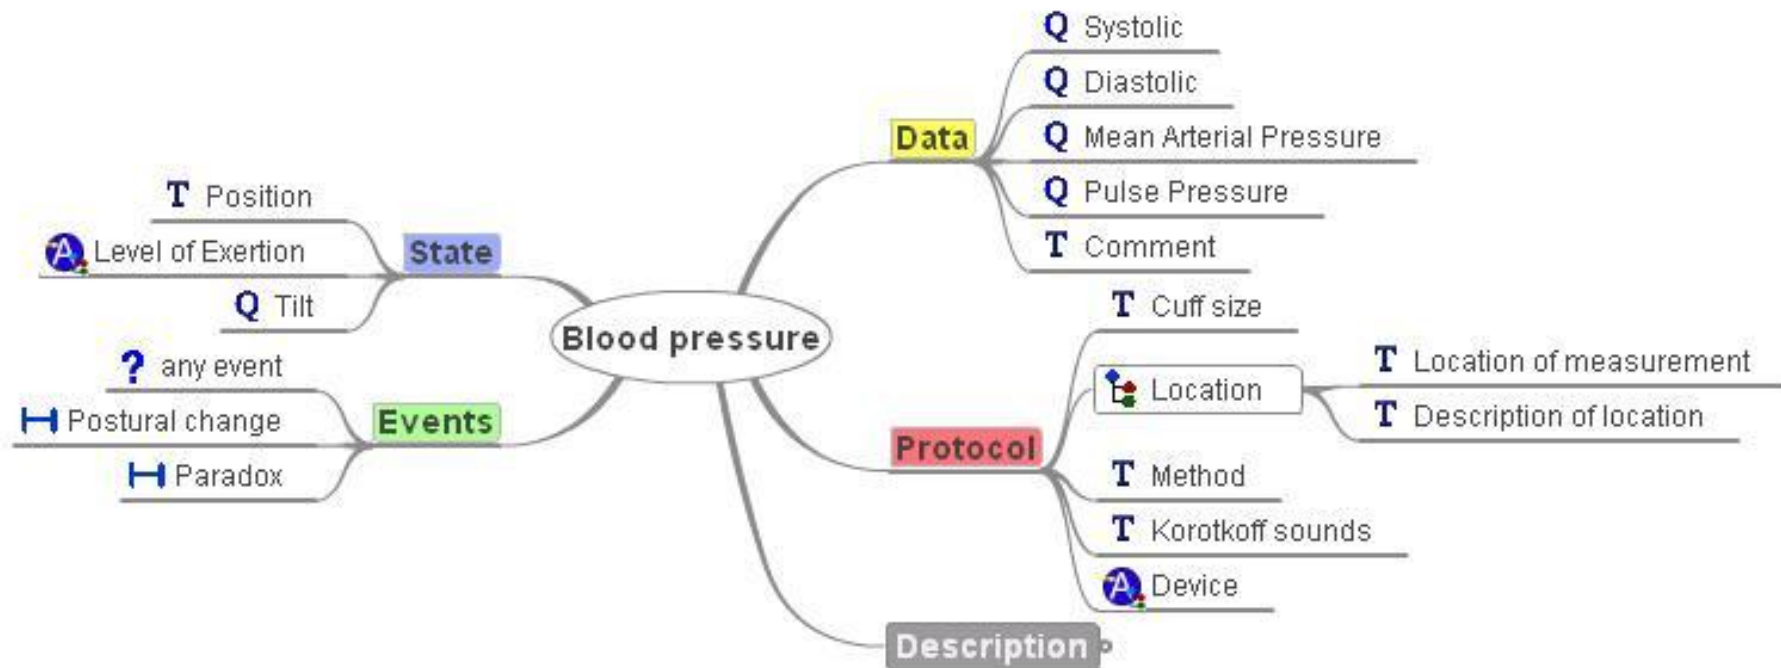 Blood pressure
Data
Q Systolic
Q Diastolic
Q Mean Arterial Pressure
Q Pulse Pressure
T Comment
State
T Position
A Level of Exertion
Q Tilt
Events
? any event
Postural change
Paradox
Protocol
T Cuff size
Location
T Location of measurement
T Description of location
T Method
T Korotkoff sounds
A Device
Description